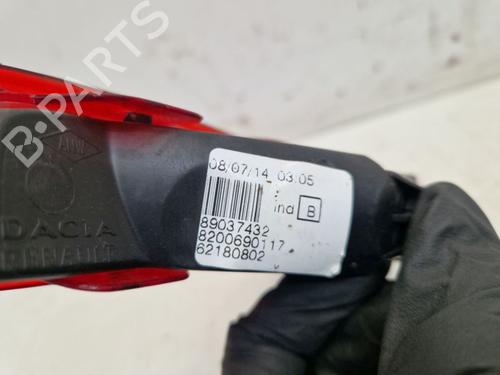 B-PARTS
08/07/14 03:05
ind B
89037432
8200690117
62180802
DACIA
RENAULT